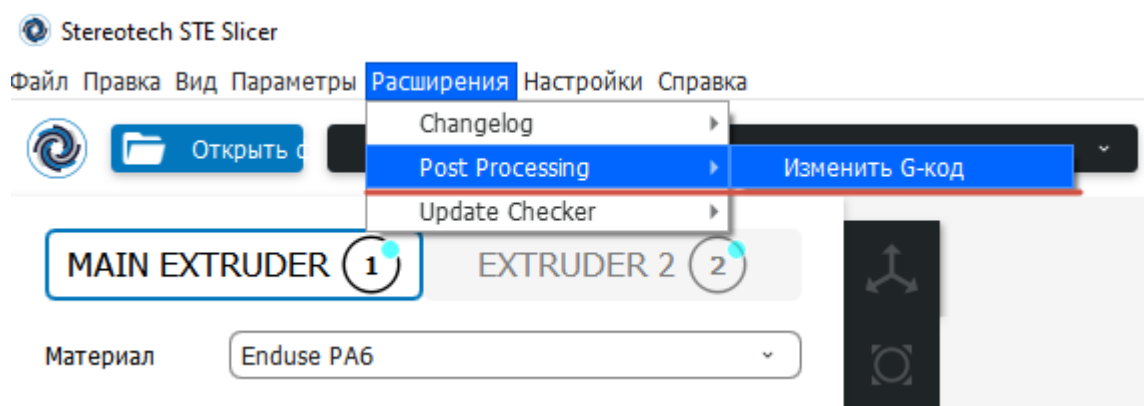 Stereotech STE Slicer
Файл Правка Вид Параметры Расширения Настройки Справка
Changelog
Открыть
Post Processing
Изменить G-код
Update Checker
MAIN EXTRUDER 1
EXTRUDER 2 2
Материал
Enduse PA6